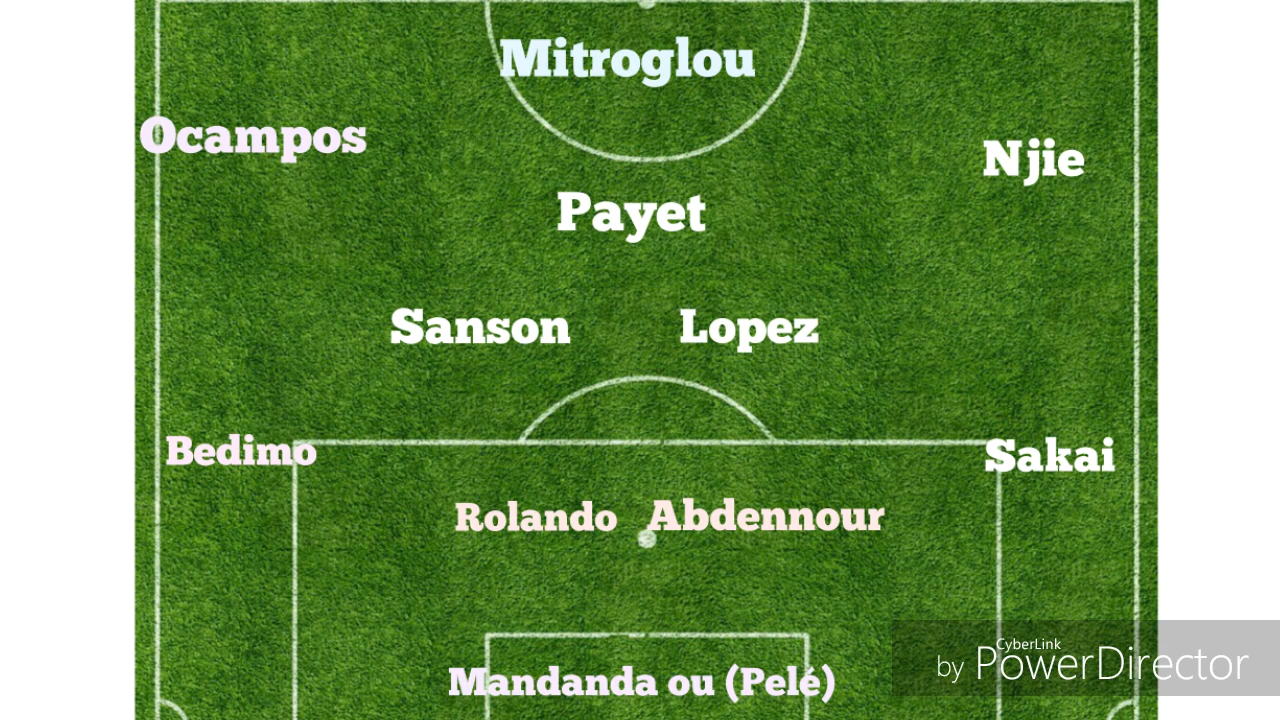 Mitroglou
Ocampos
Njie
Payet
Sanson
Lopez
Bedimo
Sakai
Rolando
Abdennour
Mandanda ou (Pelé)
by CyberLink PowerDirector